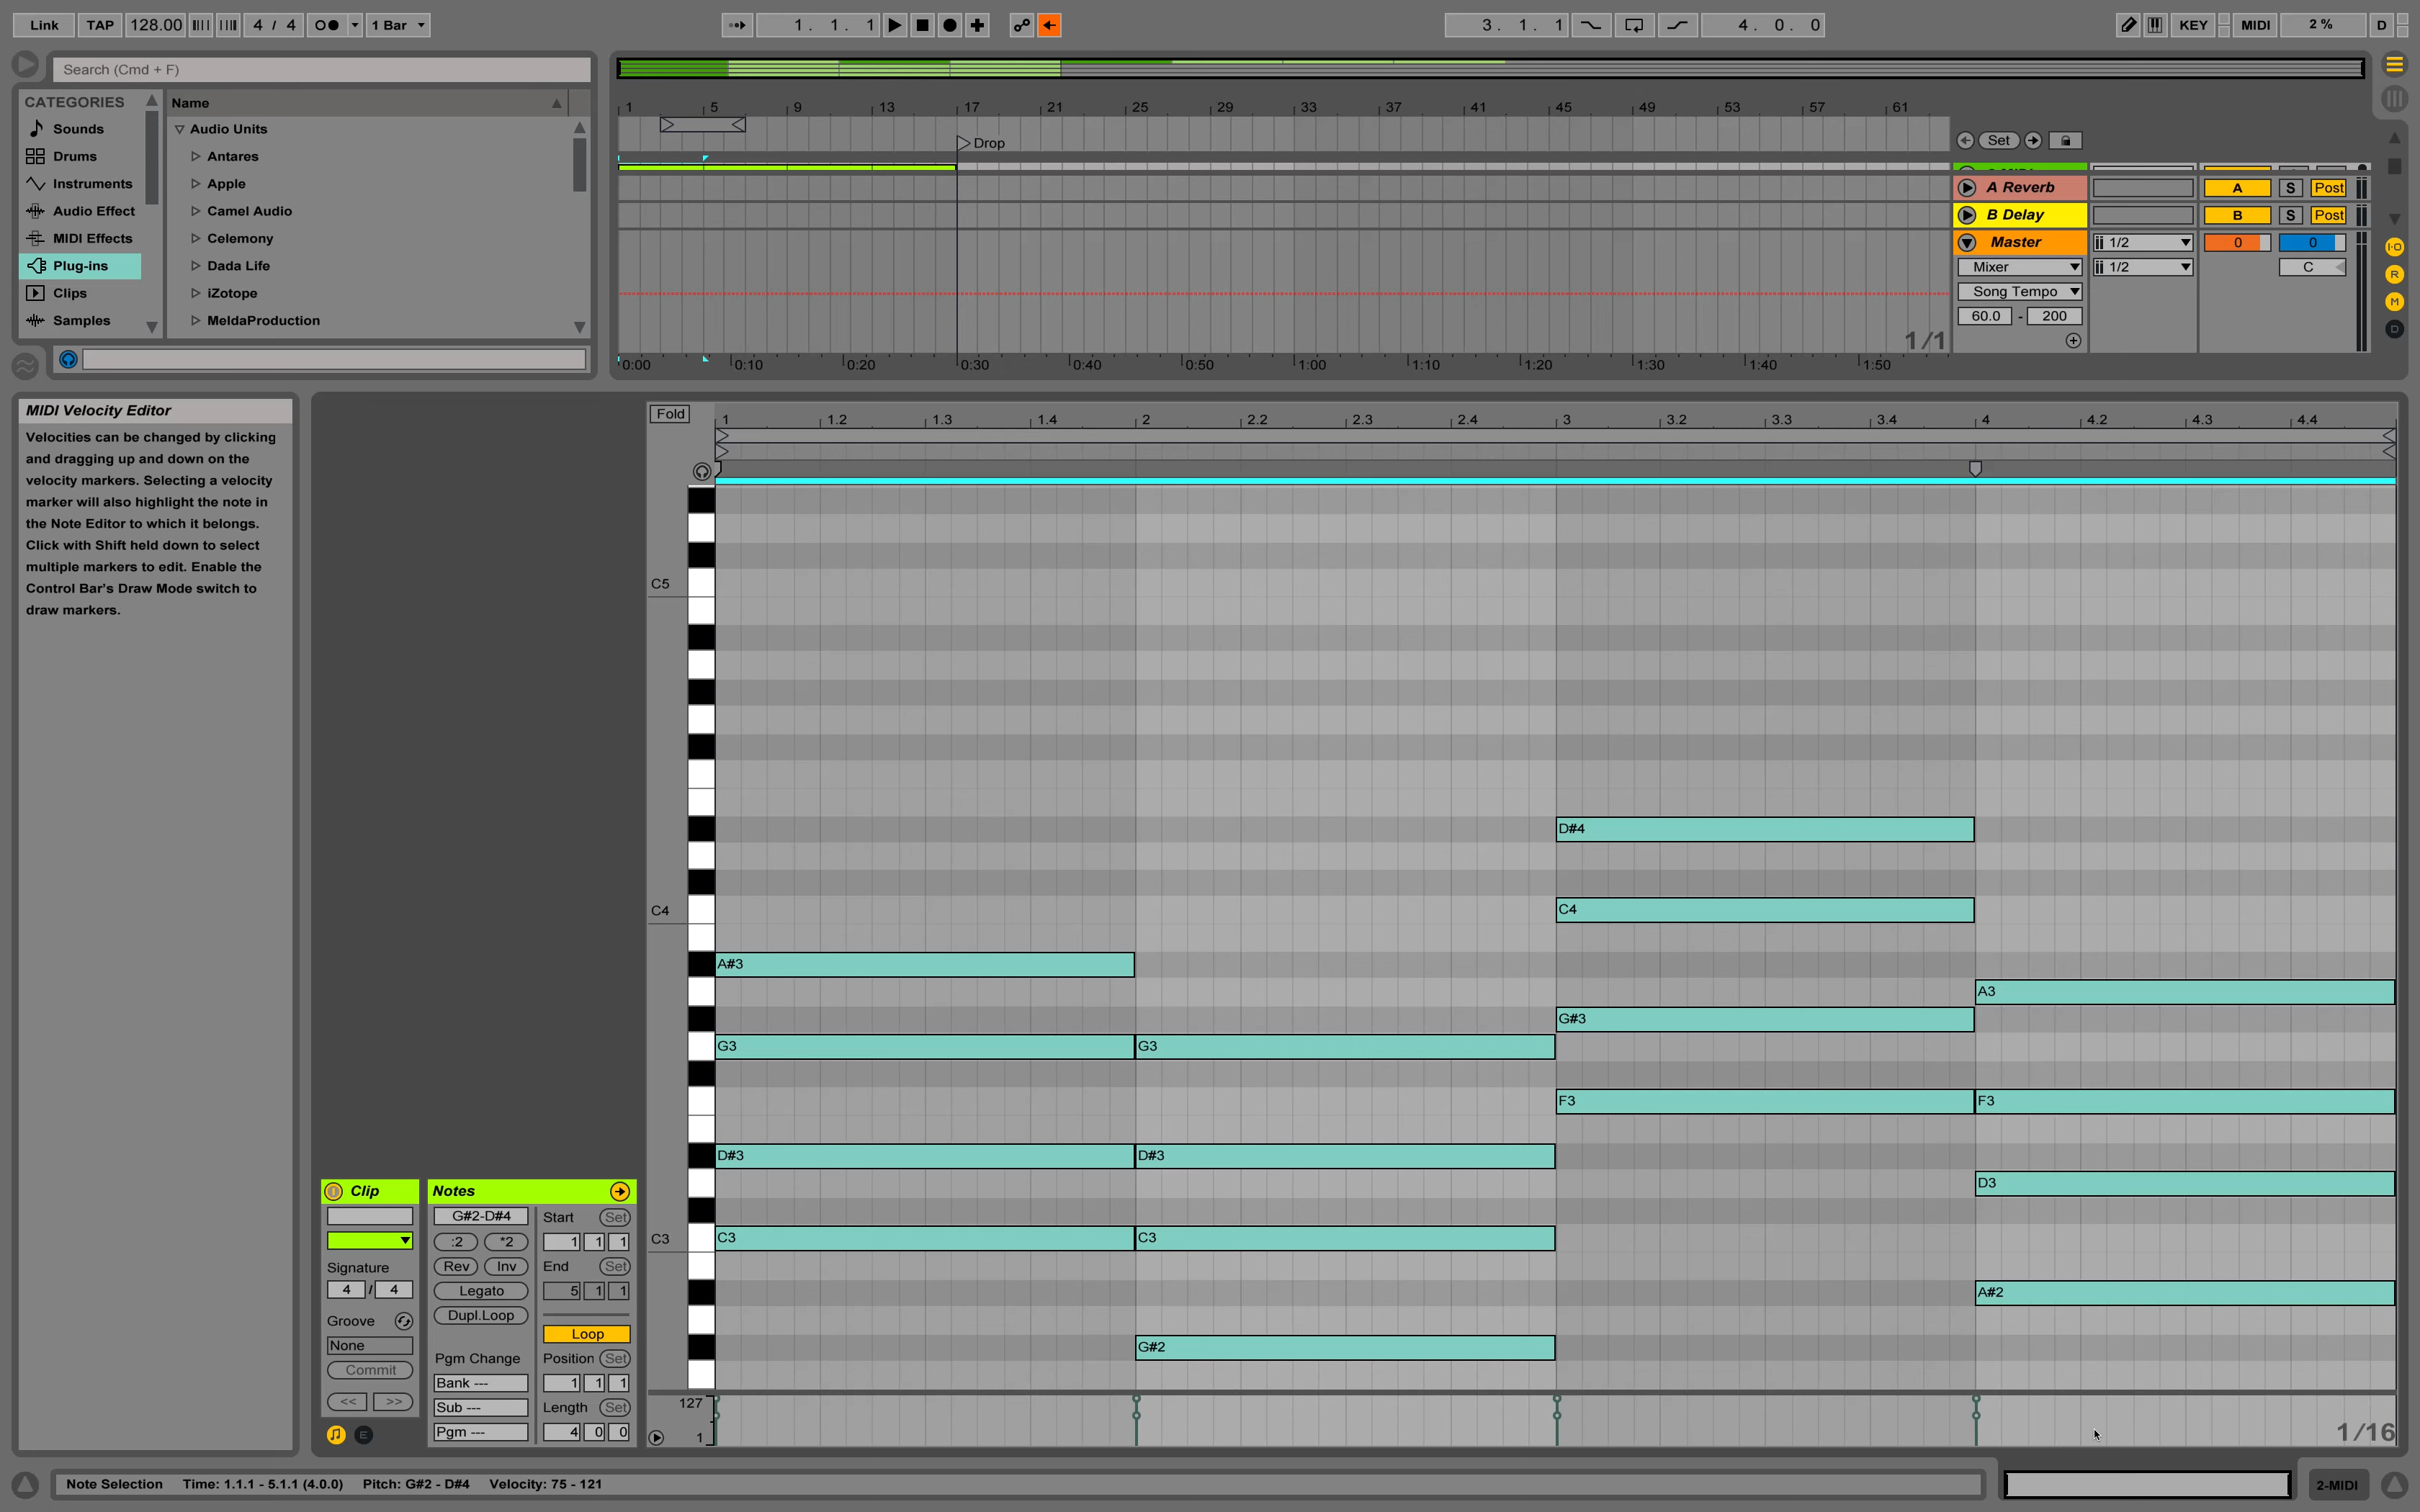 Link TAP 128.00 4 / 4 1 Bar 1. 1. 1 3. 1. 1 4. 0. 0 KEY MIDI 2 % D
Search (Cmd + F)
CATEGORIES
Sounds
Drums
Instruments
Audio Effect
MIDI Effects
Plug-ins
Clips
Samples
Name
Audio Units
Antares
Apple
Camel Audio
Celemony
Dada Life
iZotope
MeldaProduction
1 5 9 13 17 21 25 29 33 37 41 45 49 53 57 61
Drop
Set
A Reverb A S Post
B Delay B S Post
Master 1/2 0 0
Mixer 1/2 C
Song Tempo
60.0 - 200
1/1
0:00 0:10 0:20 0:30 0:40 0:50 1:00 1:10 1:20 1:30 1:40 1:50
I·O
R
M
D
MIDI Velocity Editor
Velocities can be changed by clicking
and dragging up and down on the
velocity markers. Selecting a velocity
marker will also highlight the note in
the Note Editor to which it belongs.
Click with Shift held down to select
multiple markers to edit. Enable the
Control Bar's Draw Mode switch to
draw markers.
Fold
1 1.2 1.3 1.4 2 2.2 2.3 2.4 3 3.2 3.3 3.4 4 4.2 4.3 4.4
C5
D#4
C4 C4
A#3
A3
G#3
G3 G3
F3 F3
D#3 D#3
D3
C3 C3 C3
A#2
G#2
127
1
1/16
Clip
Signature
4 / 4
Groove
None
Commit
<< >>
E
Notes
G#2-D#4
:2 *2
Rev Inv
Legato
Dupl.Loop
Pgm Change
Bank ---
Sub ---
Pgm ---
Start Set
1 1 1
End Set
5 1 1
Loop
Position Set
1 1 1
Length Set
4 0 0
Note Selection Time: 1.1.1 - 5.1.1 (4.0.0) Pitch: G#2 - D#4 Velocity: 75 - 121
2-MIDI